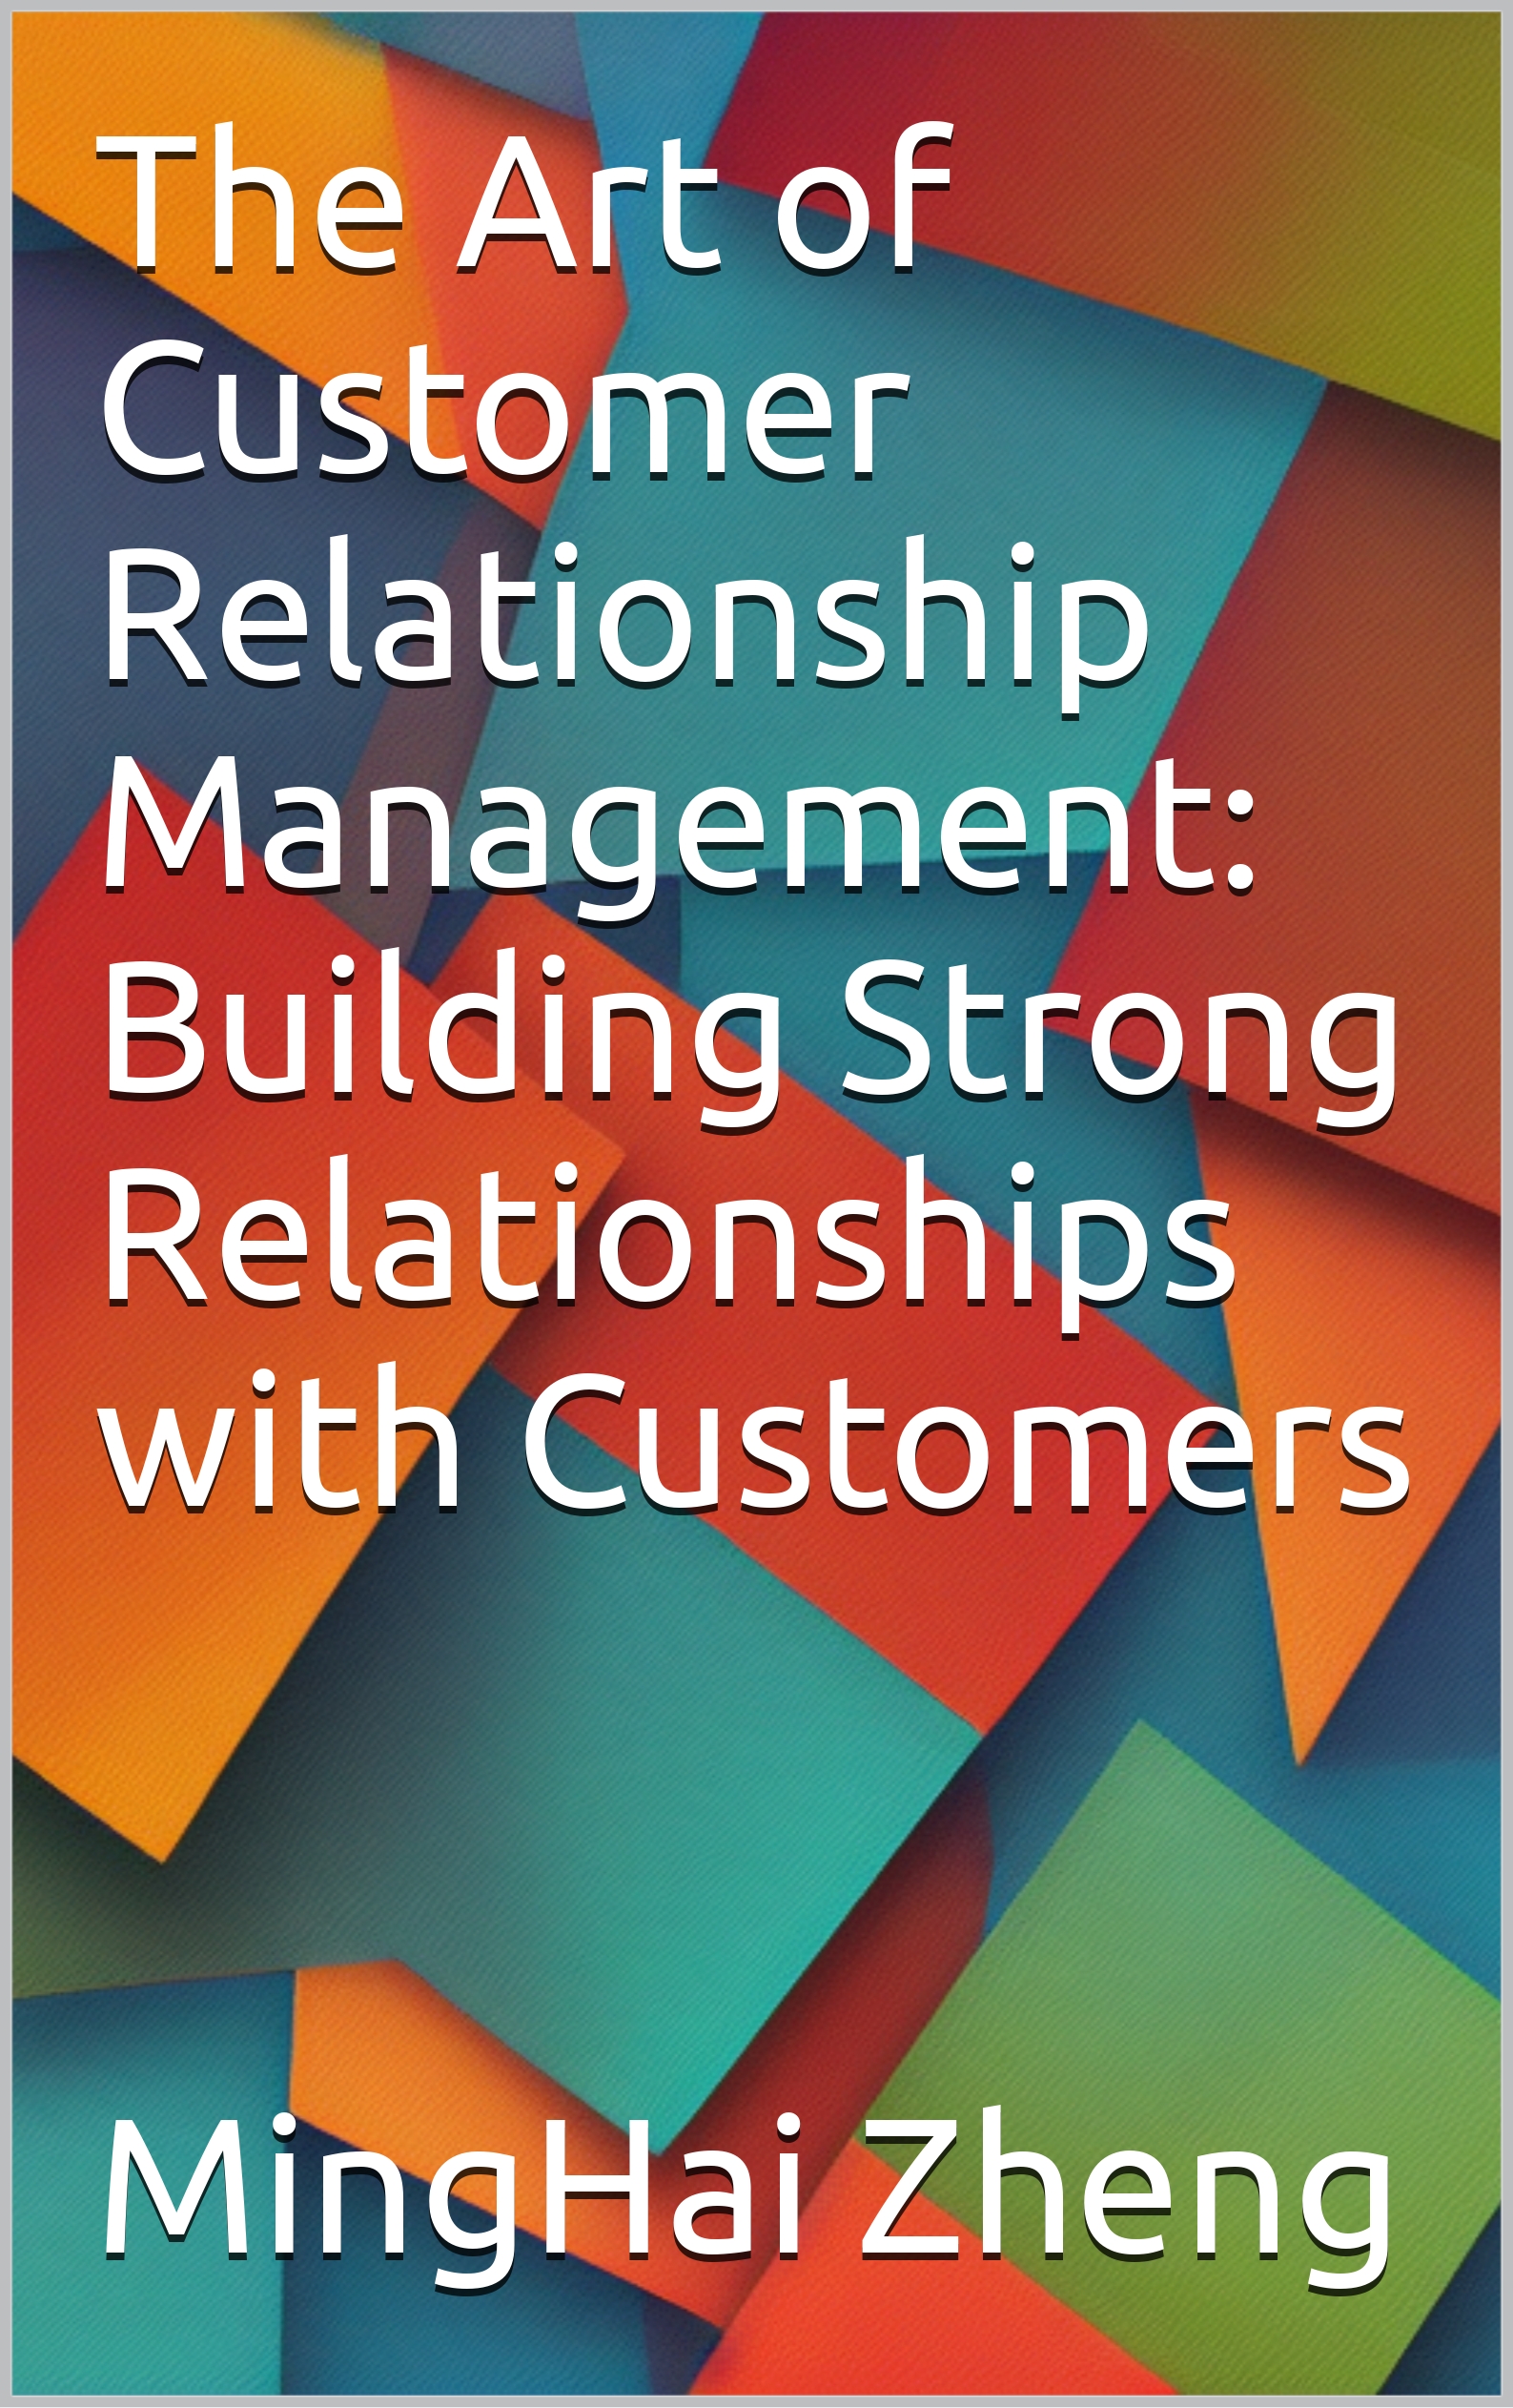 The Art of
Customer
Relationship
Management:
Building Strong
Relationships
with Customers
MingHai Zheng